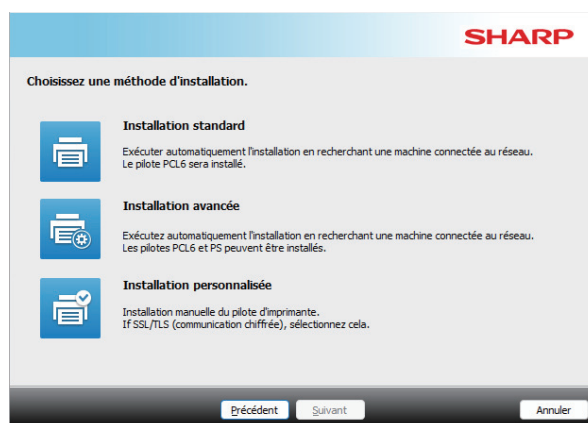 SHARP
Choisissez une méthode d'installation.
Installation standard
Exécuter automatiquement l'installation en recherchant une machine connectée au réseau.
Le pilote PCL6 sera installé.
Installation avancée
Exécutez automatiquement l'installation en recherchant une machine connectée au réseau.
Les pilotes PCL6 et PS peuvent être installés.
Installation personnalisée
Installation manuelle du pilote d'imprimante.
If SSL/TLS (communication chiffrée), sélectionnez cela.
Précédent Suivant Annuler